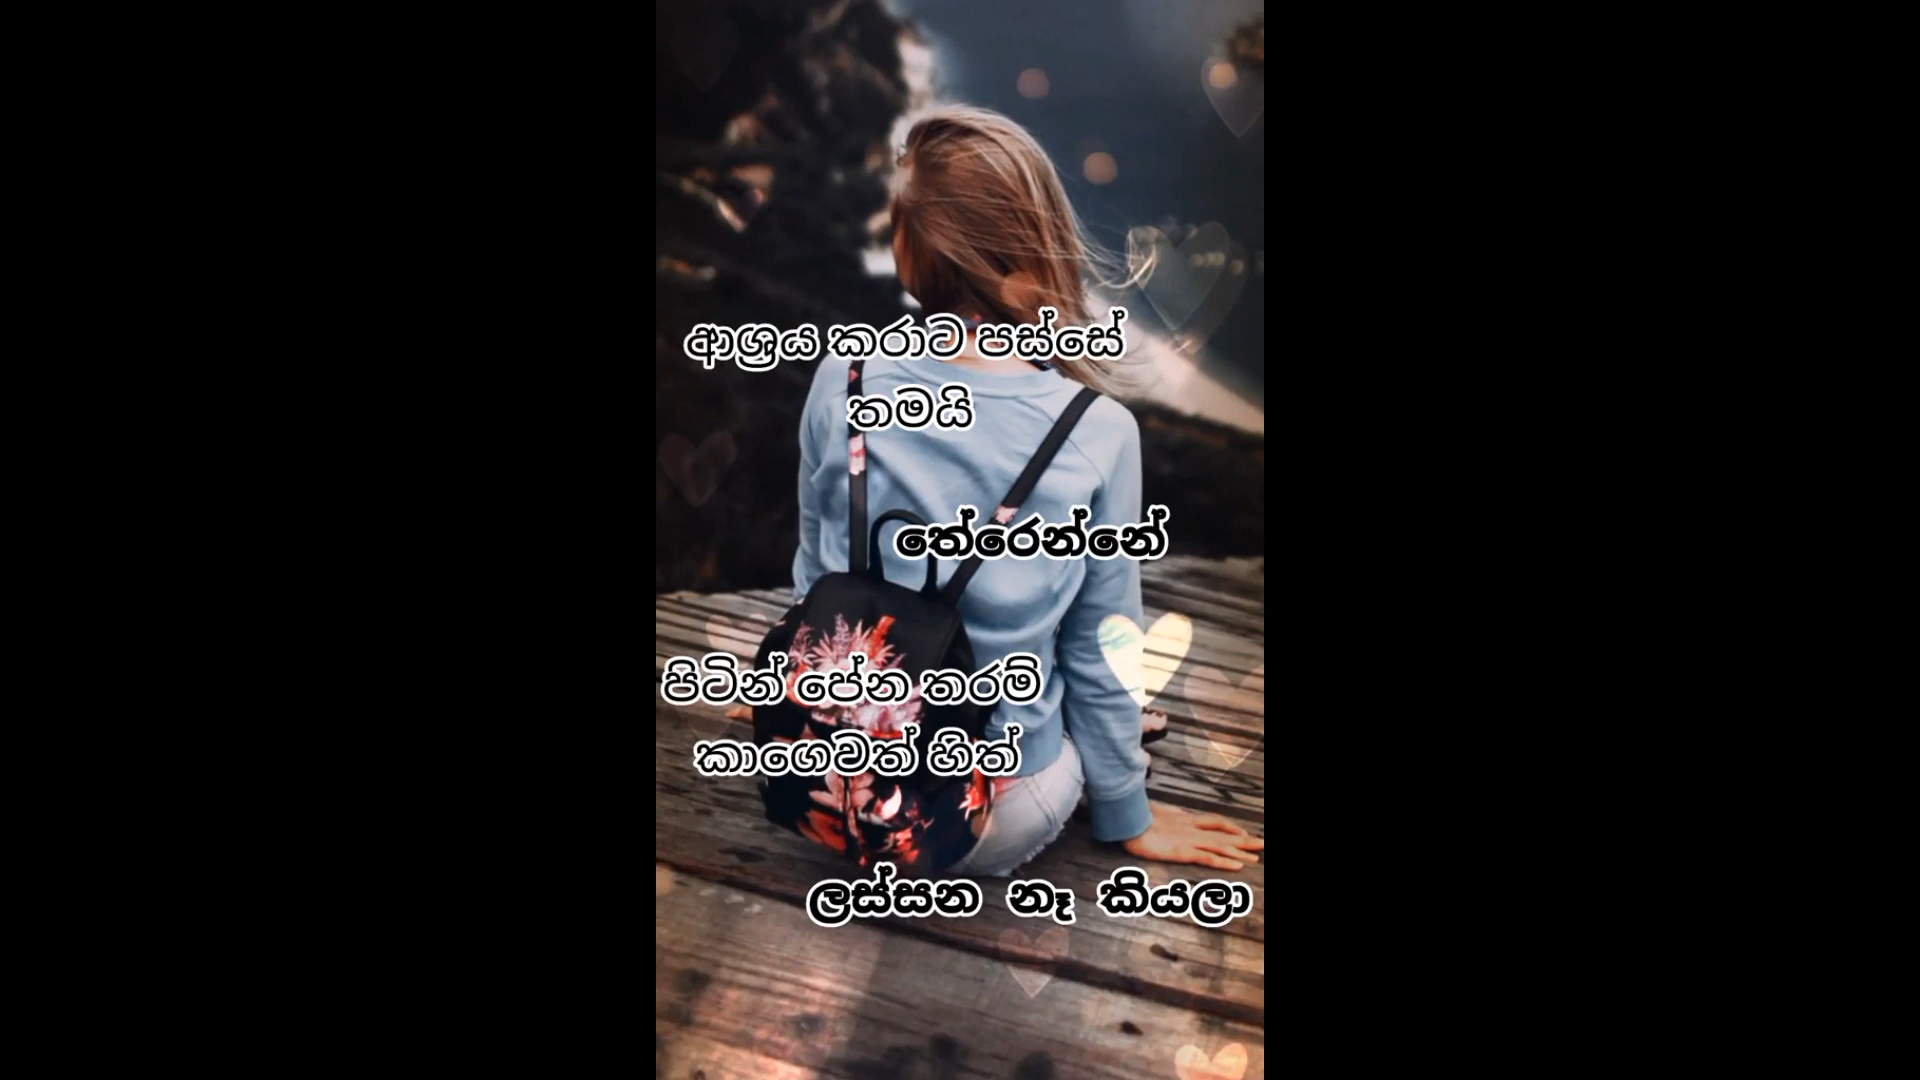 ආශ්‍රය කරාට පස්සේ
තමයි
තේරෙන්නේ
පිටින් පේන තරම්
කාගෙවත් හිත්
ලස්සන නෑ කියලා